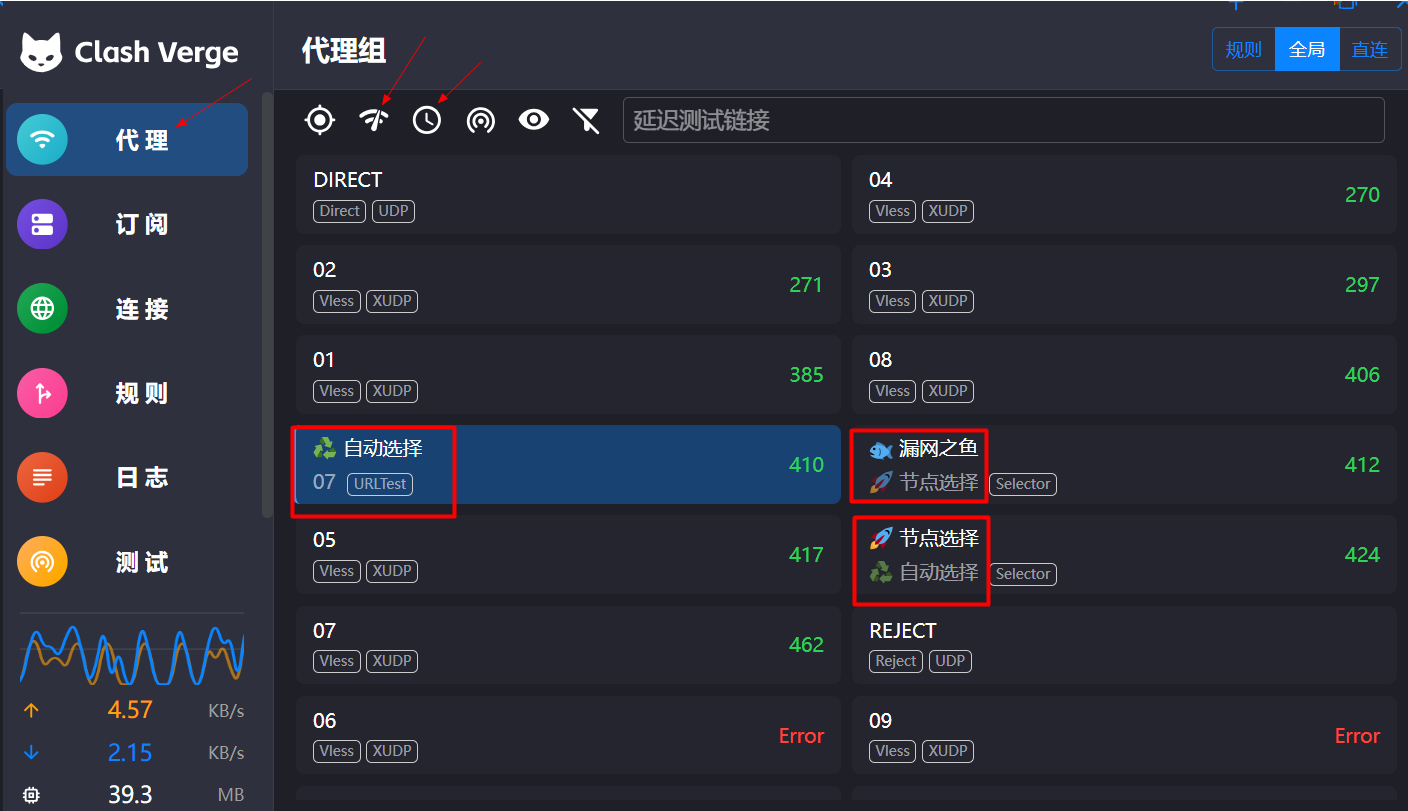 Clash Verge
代理
订阅
连接
规则
日志
测试
4.57 KB/s
2.15 KB/s
39.3 MB
代理组
规则 全局 直连
延迟测试链接
DIRECT
Direct UDP
04
Vless XUDP
270
02
Vless XUDP
271
03
Vless XUDP
297
01
Vless XUDP
385
08
Vless XUDP
406
自动选择
07 URLTest
410
漏网之鱼
节点选择 Selector
412
05
Vless XUDP
417
节点选择
自动选择 Selector
424
07
Vless XUDP
462
REJECT
Reject UDP
06
Vless XUDP
Error
09
Vless XUDP
Error